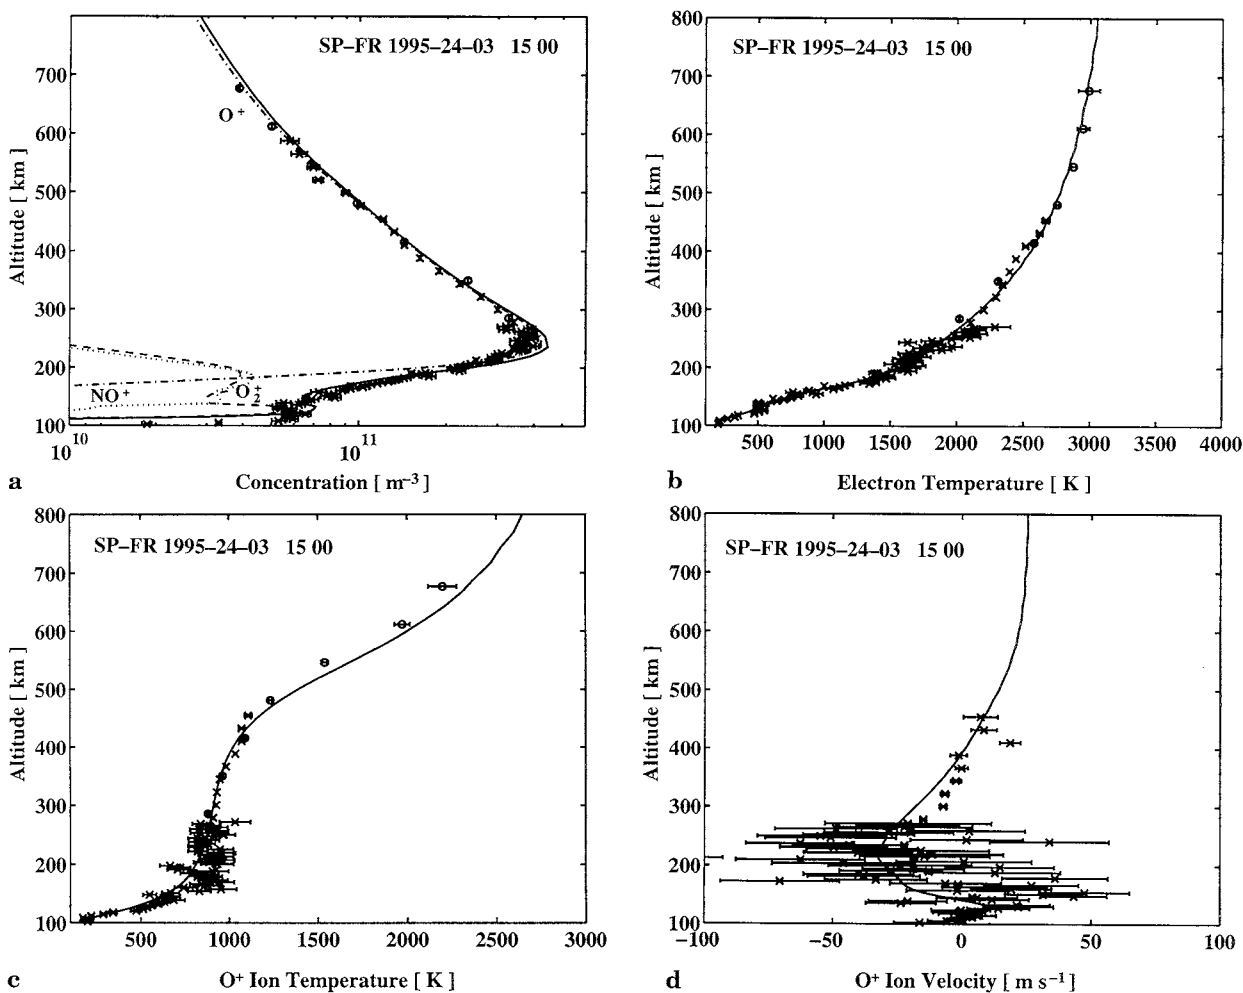 SP–FR 1995–24–03 15 00
O+
NO+
O2+
700
600
500
400
300
200
100
10^10
10^11
Altitude [ km ]
Concentration [ m–3 ]
a
SP–FR 1995–24–03 15 00
800
700
600
500
400
300
200
100
500 1000 1500 2000 2500 3000 3500 4000
Altitude [ km ]
Electron Temperature [ K ]
b
SP–FR 1995–24–03 15 00
800
700
600
500
400
300
200
100
500 1000 1500 2000 2500 3000
Altitude [ km ]
O+ Ion Temperature [ K ]
c
SP–FR 1995–24–03 15 00
800
700
600
500
400
300
200
100
–100 –50 0 50 100
Altitude [ km ]
O+ Ion Velocity [ m s–1 ]
d